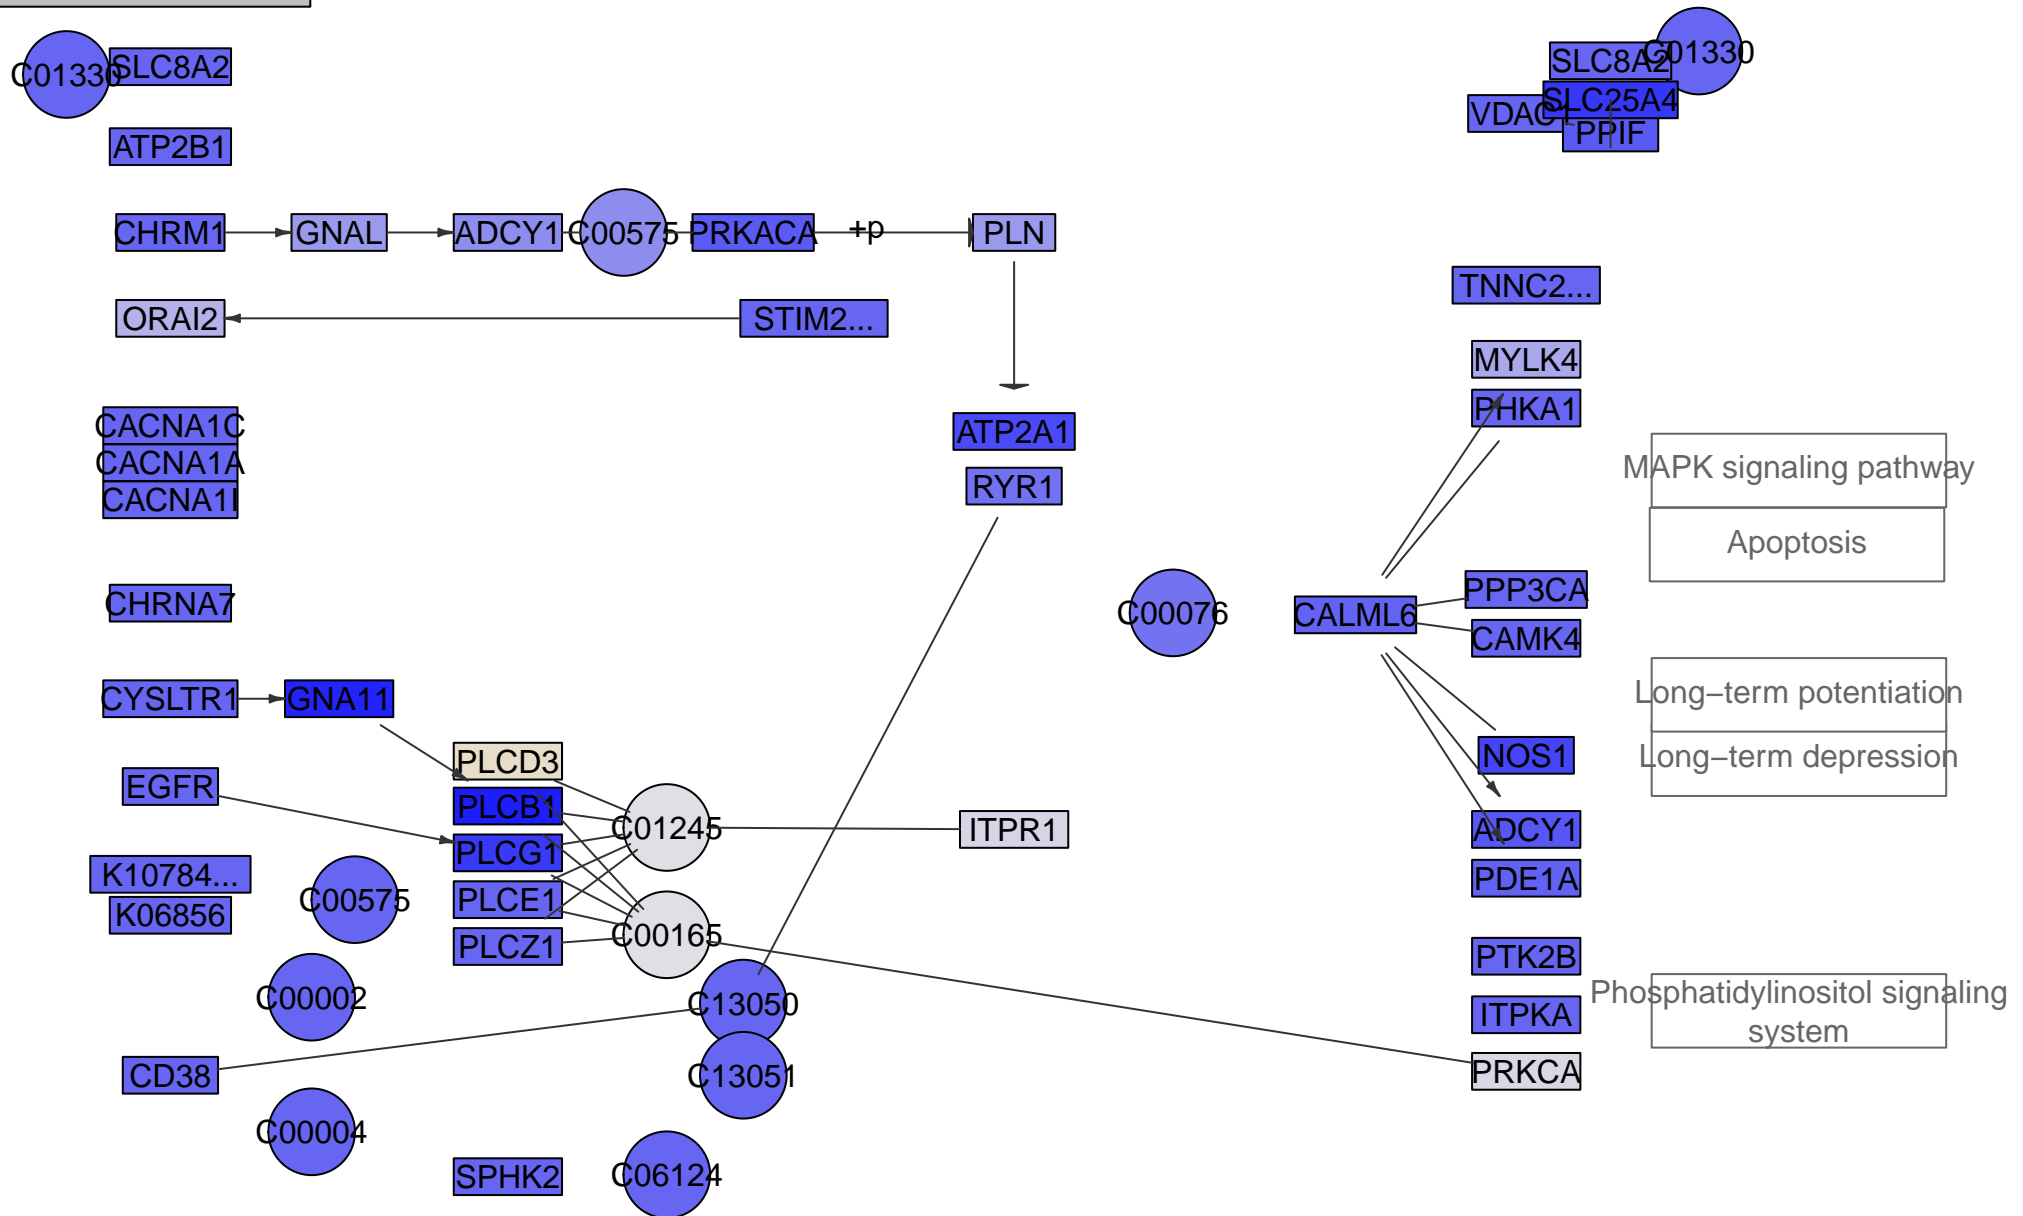 C01330
SLC8A2
SLC8A2
C01330
SLC25A4
VDAC1
PPIF
ATP2B1
CHRM1
GNAL
ADCY1
C00575
PRKACA
+p
PLN
TNNC2...
ORAI2
STIM2...
MYLK4
PHKA1
CACNA1C
CACNA1A
CACNA1I
ATP2A1
RYR1
MAPK signaling pathway
Apoptosis
CHRNA7
C00076
CALML6
PPP3CA
CAMK4
CYSLTR1
GNA11
Long–term potentiation
Long–term depression
NOS1
PLCD3
EGFR
PLCB1
C01245
ITPR1
ADCY1
PLCG1
K10784...
C00575
PLCE1
PDE1A
K06856
C00165
PLCZ1
PTK2B
C00002
C13050
ITPKA
Phosphatidylinositol signaling
system
CD38
C13051
PRKCA
C00004
SPHK2
C06124